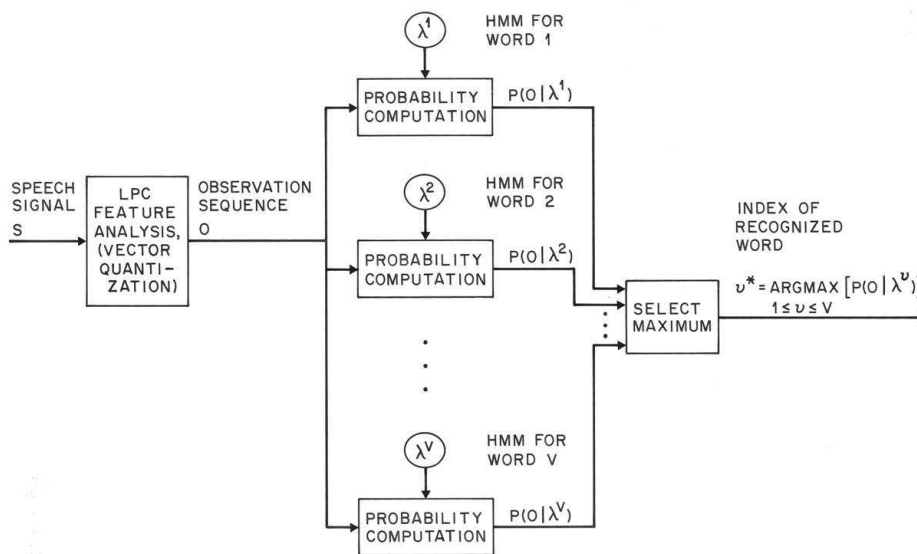 SPEECH
SIGNAL
S
LPC
FEATURE
ANALYSIS,
(VECTOR
QUANTI-
ZATION)
OBSERVATION
SEQUENCE
O
λ¹
HMM FOR
WORD 1
PROBABILITY
COMPUTATION
P(O|λ¹)
λ²
HMM FOR
WORD 2
PROBABILITY
COMPUTATION
P(O|λ²)
λⱽ
HMM FOR
WORD V
PROBABILITY
COMPUTATION
P(O|λⱽ)
SELECT
MAXIMUM
INDEX OF
RECOGNIZED
WORD
υ* = ARGMAX [P(O|λ^υ)
1 ≤ υ ≤ V